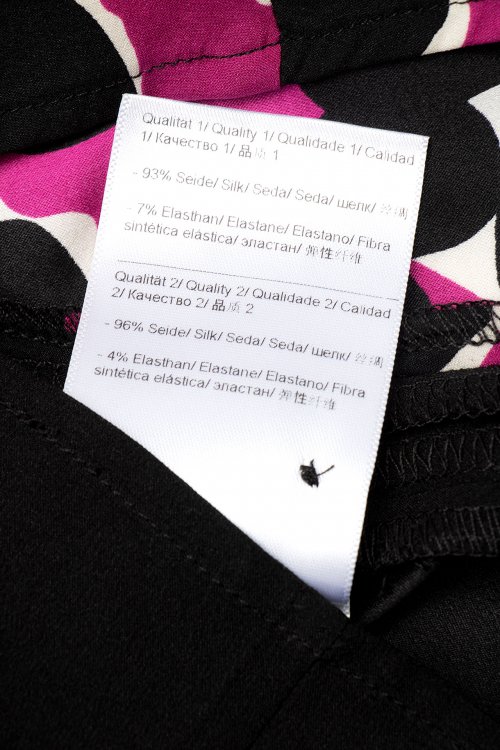 Qualität 1/ Quality 1/ Qualidade 1/ Calidad
1/ Качество 1/ 品质 1
- 93% Seide/ Silk/ Seda/ Seda/ шелк/ 丝绸
- 7% Elasthan/ Elastane/ Elastano/ Fibra
sintética elástica/ эластан/ 弹性纤维
Qualität 2/ Quality 2/ Qualidade 2/ Calidad
2/ Качество 2/ 品质 2
- 96% Seide/ Silk/ Seda/ Seda/ шелк/ 丝绸
- 4% Elasthan/ Elastane/ Elastano/ Fibra
sintética elástica/ эластан/ 弹性纤维